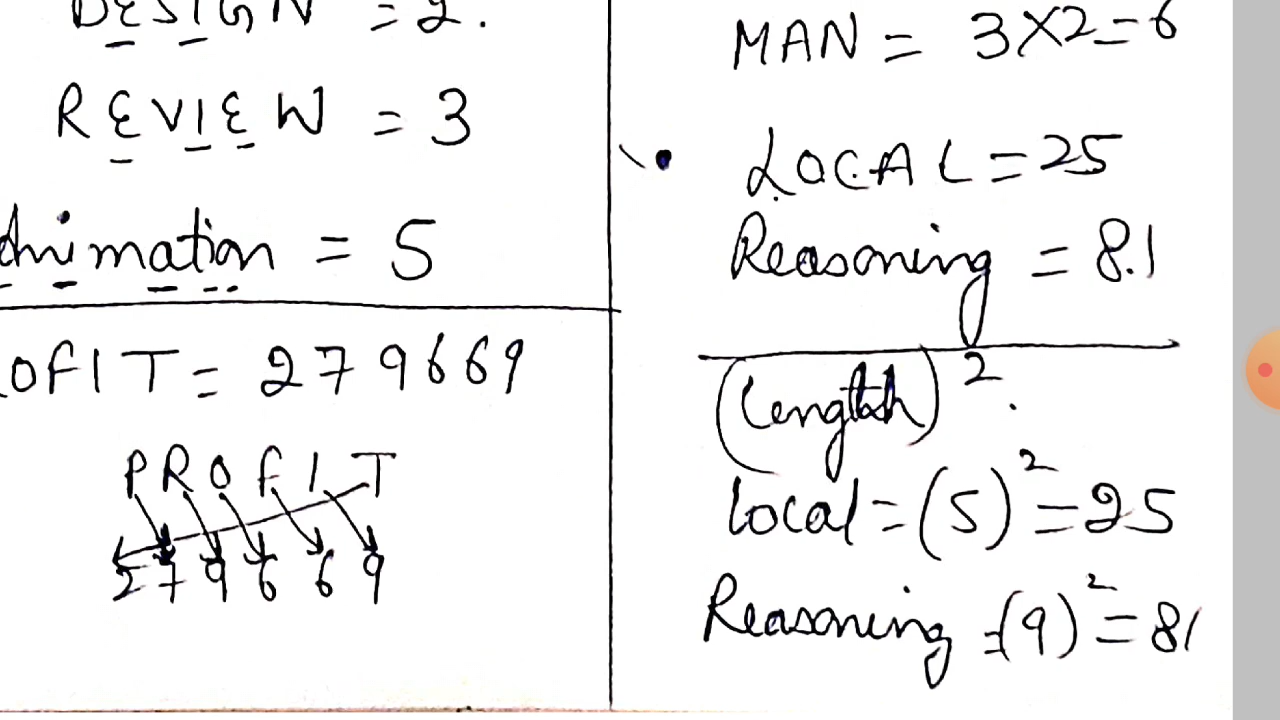 DESIGN = 2.
REVIEW = 3
Animation = 5
OFIT = 279669
PROFIT
279669
MAN = 3X2=6
LOCAL = 25
Reasoning = 8.1
(Length)2.
Local = (5)2 = 25
Reasoning = (9)2 = 81